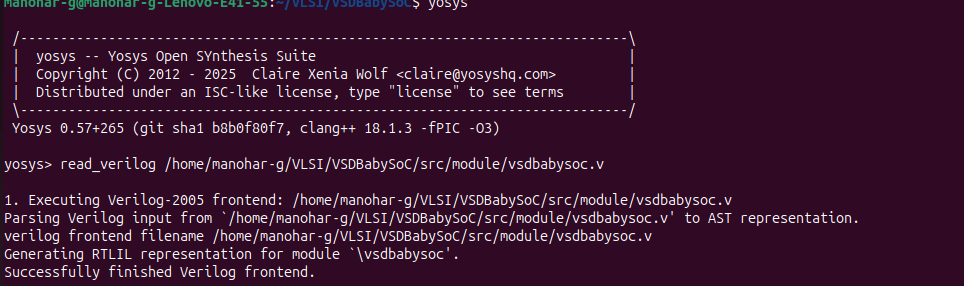 manohar-g@manohar-g-Lenovo-E41-55:~/VLSI/VSDBabySoC$ yosys
/----------------------------------------------------------------------------\
|  yosys -- Yosys Open SYnthesis Suite                                       |
|  Copyright (C) 2012 - 2025  Claire Xenia Wolf <claire@yosyshq.com>         |
|  Distributed under an ISC-like license, type "license" to see terms        |
\----------------------------------------------------------------------------/
Yosys 0.57+265 (git sha1 b8b0f80f7, clang++ 18.1.3 -fPIC -O3)
yosys> read_verilog /home/manohar-g/VLSI/VSDBabySoC/src/module/vsdbabysoc.v
1. Executing Verilog-2005 frontend: /home/manohar-g/VLSI/VSDBabySoC/src/module/vsdbabysoc.v
Parsing Verilog input from `/home/manohar-g/VLSI/VSDBabySoC/src/module/vsdbabysoc.v' to AST representation.
verilog frontend filename /home/manohar-g/VLSI/VSDBabySoC/src/module/vsdbabysoc.v
Generating RTLIL representation for module `\vsdbabysoc'.
Successfully finished Verilog frontend.